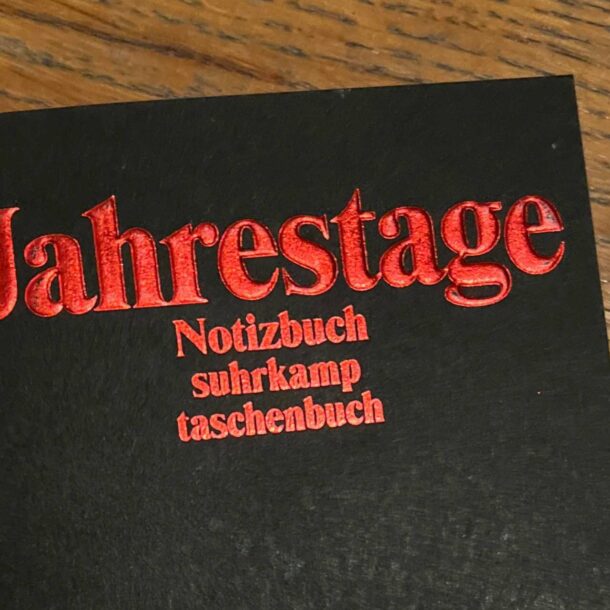 Jahrestage
Notizbuch
suhrkamp
taschenbuch